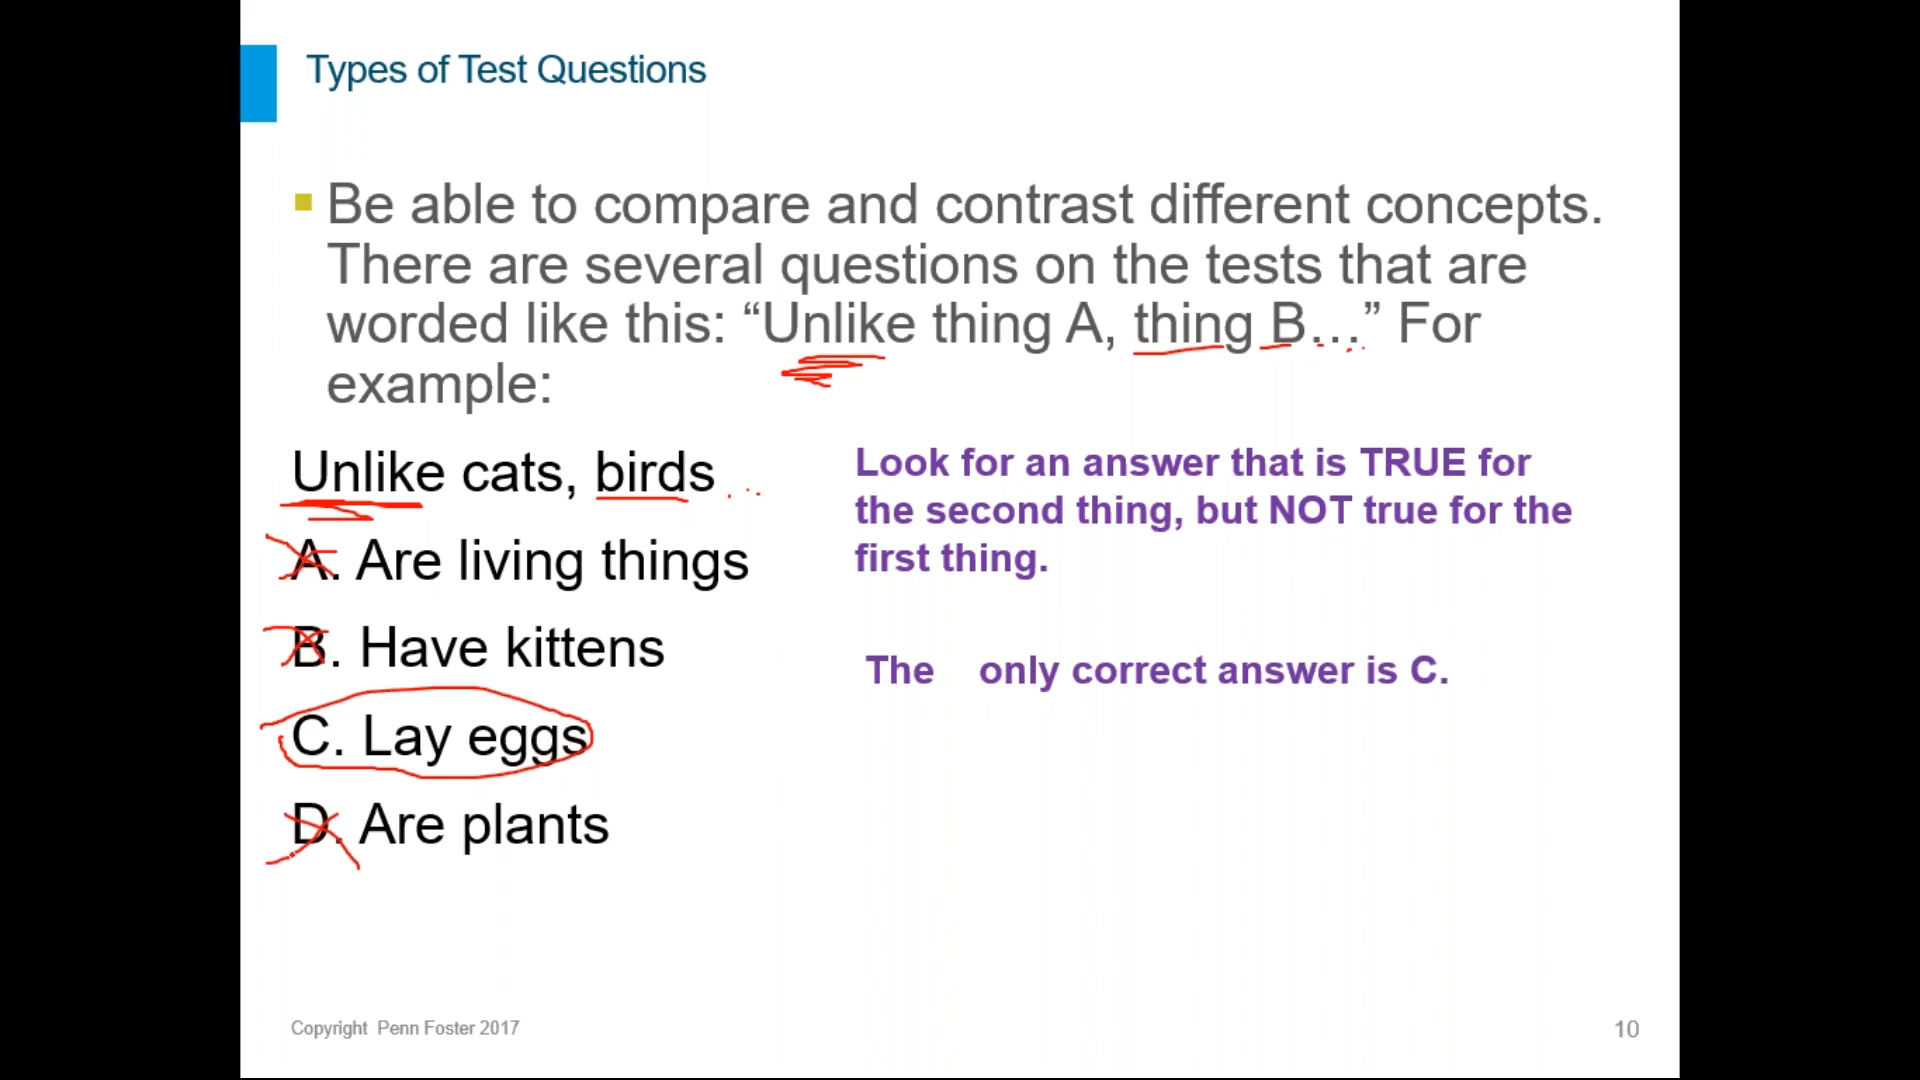 Types of Test Questions
Be able to compare and contrast different concepts.
There are several questions on the tests that are
worded like this: “Unlike thing A, thing B…” For
example:
Unlike cats, birds ...
A. Are living things
B. Have kittens
C. Lay eggs
D. Are plants
Look for an answer that is TRUE for
the second thing, but NOT true for the
first thing.
The only correct answer is C.
Copyright Penn Foster 2017
10